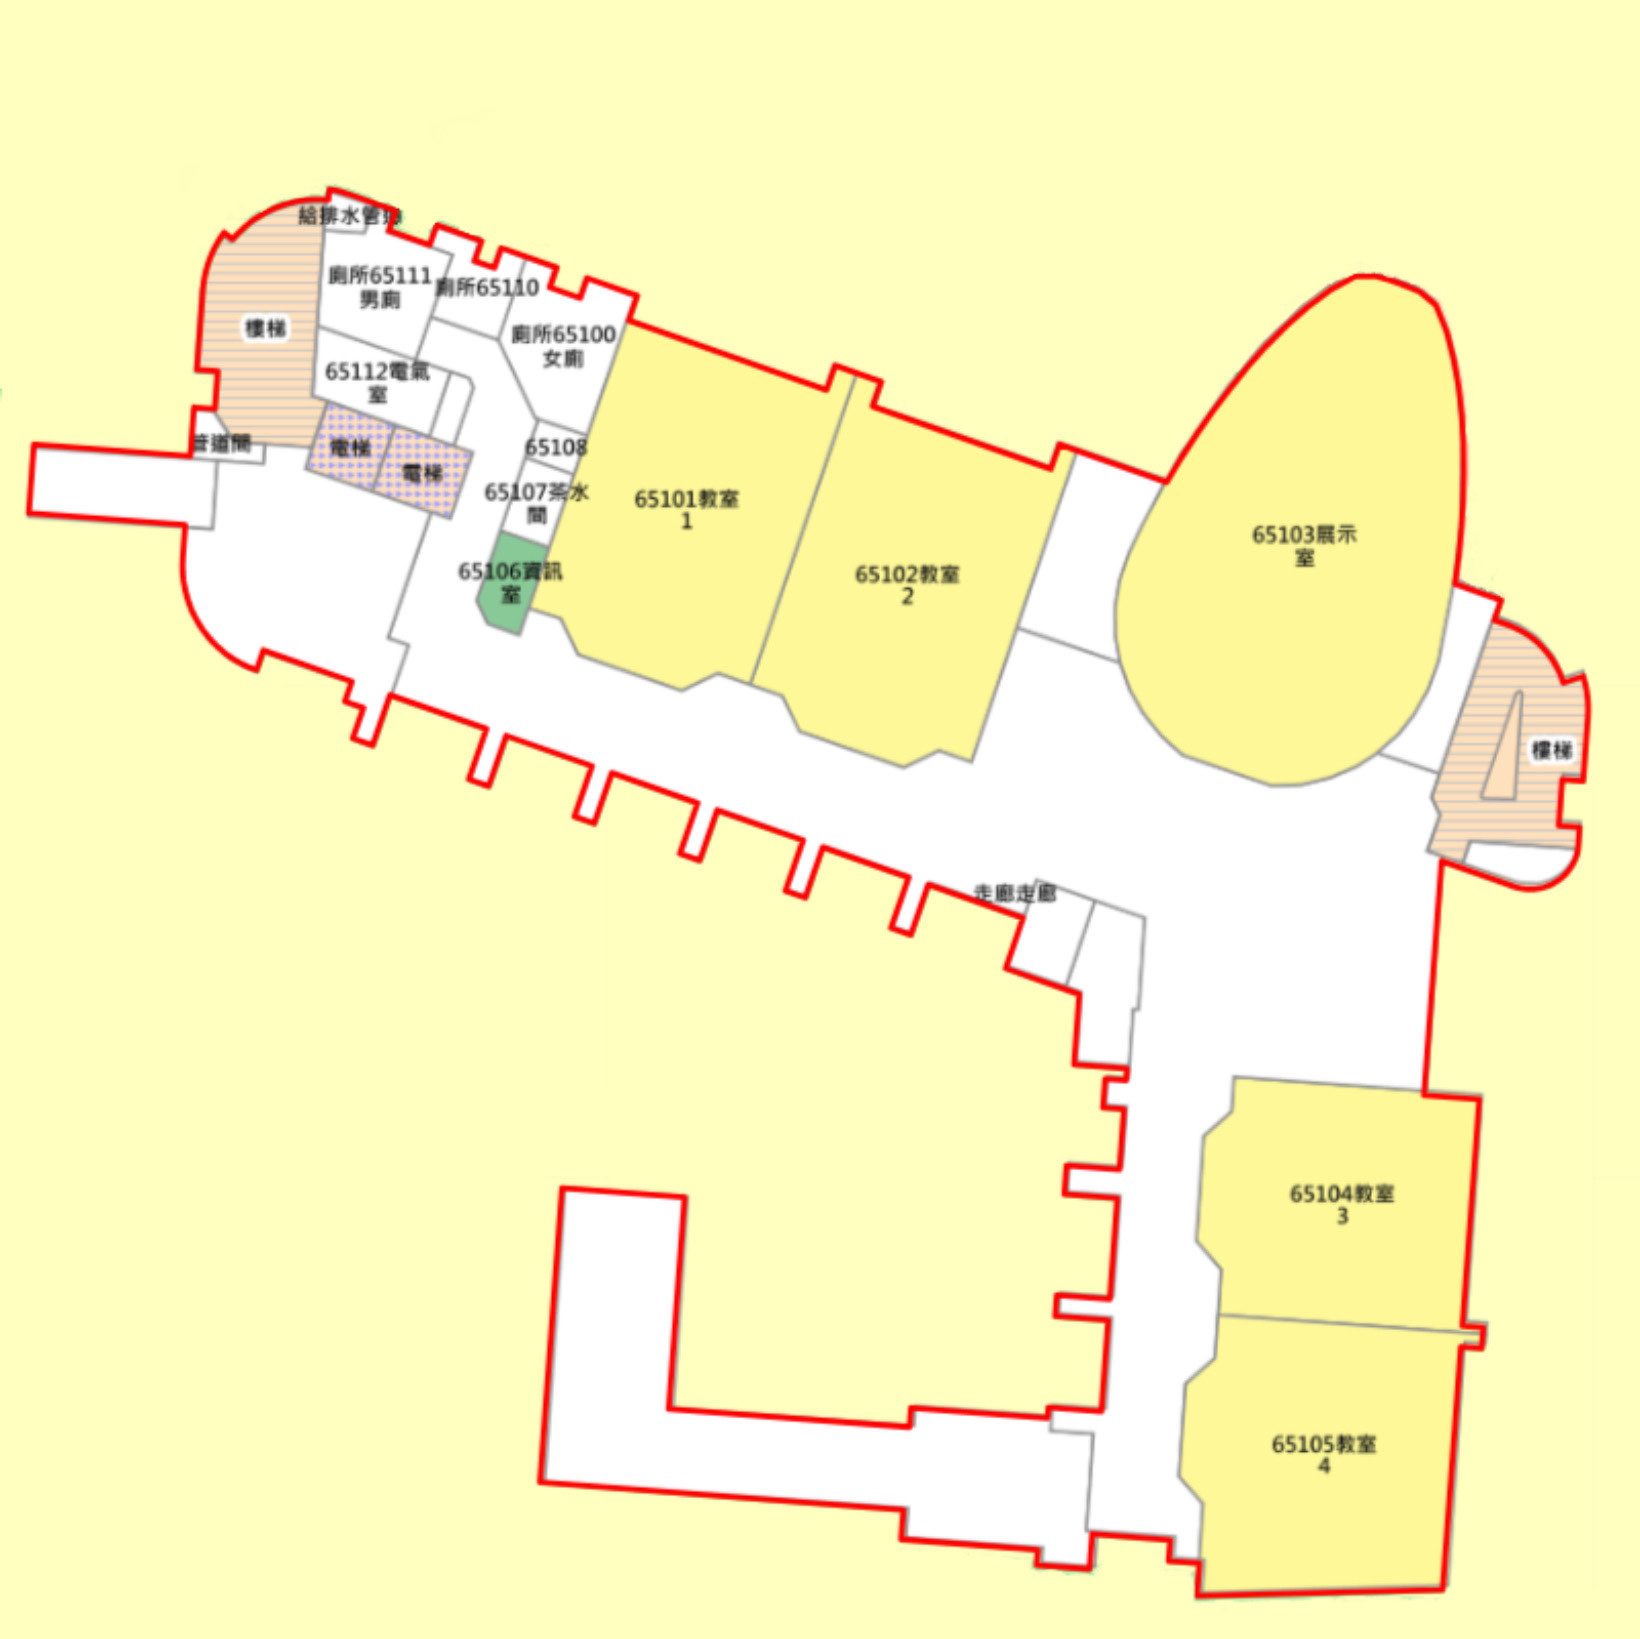 給排水管
廁所65111
男廁
廁所65110
廁所65100
女廁
樓梯
65112電氣
室
管道間
電梯
電梯
65108
65107茶水
間
65106資訊
室
65101教室
1
65102教室
2
65103展示
室
樓梯
走廊走廊
65104教室
3
65105教室
4